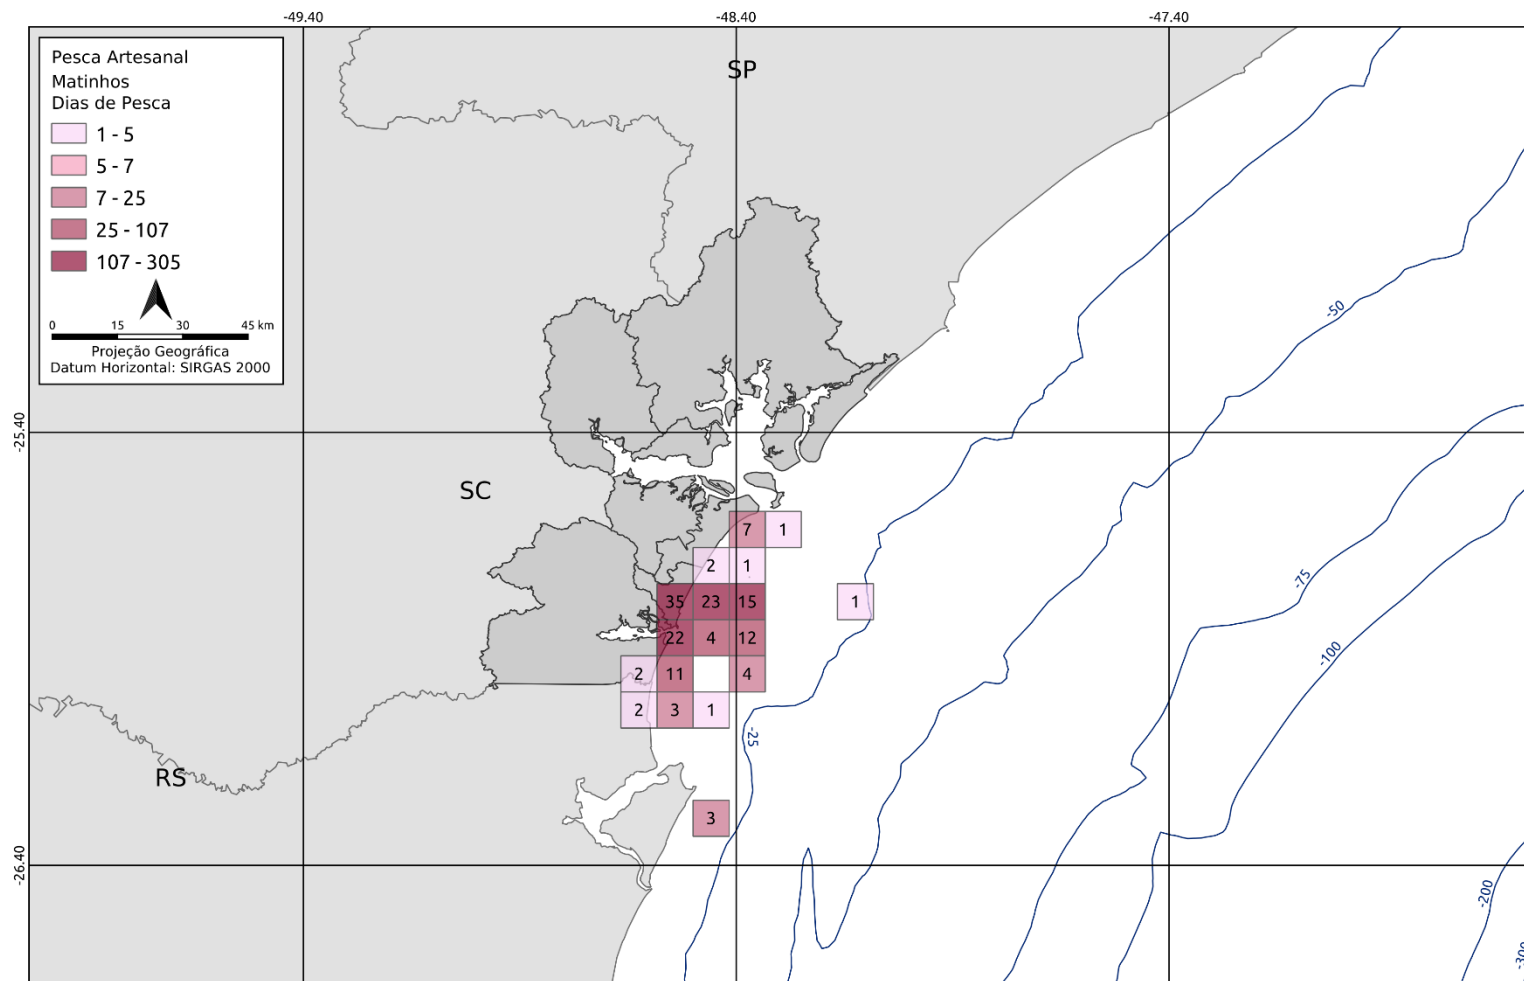 -49.40 -48.40 -47.40
Pesca Artesanal
Matinhos
Dias de Pesca
1 - 5
5 - 7
7 - 25
25 - 107
107 - 305
0 15 30 45 km
Projeção Geográfica
Datum Horizontal: SIRGAS 2000
SP
-50
-25.40
SC
7 1
2 1
-75
35 23 15 1
22 4 12
-100
2 11 4
2 3 1
-25
RS
3
-26.40
-200
-300